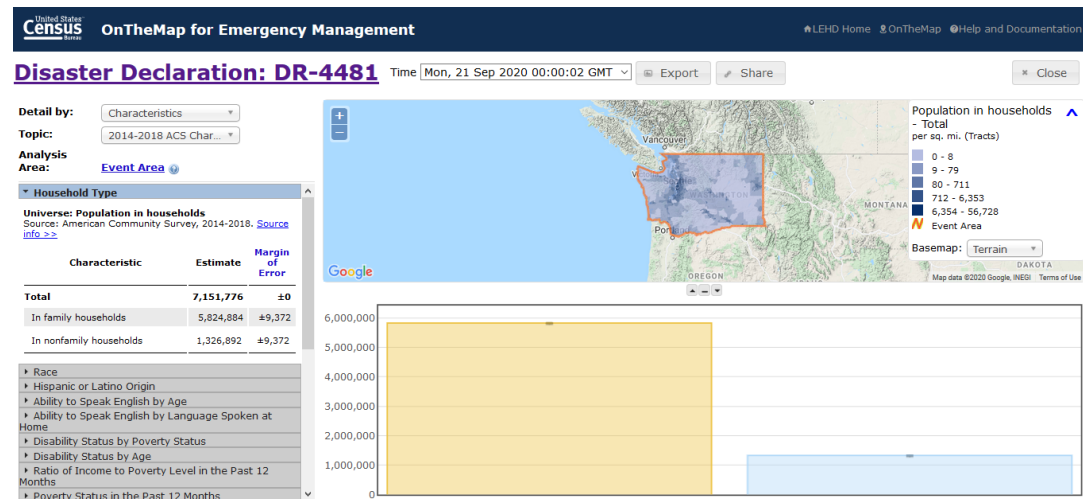 United States
Census
Bureau
OnTheMap for Emergency Management
LEHD Home OnTheMap Help and Documentation
Disaster Declaration: DR-4481
Time Mon, 21 Sep 2020 00:00:02 GMT
Export
Share
× Close
Detail by: Characteristics
Topic: 2014-2018 ACS Char...
Analysis
Area: Event Area
Household Type
Universe: Population in households
Source: American Community Survey, 2014-2018. Source
info >>
Characteristic Estimate Margin of Error
Total 7,151,776 ±0
In family households 5,824,884 ±9,372
In nonfamily households 1,326,892 ±9,372
Race
Hispanic or Latino Origin
Ability to Speak English by Age
Ability to Speak English by Language Spoken at
Home
Disability Status by Poverty Status
Disability Status by Age
Ratio of Income to Poverty Level in the Past 12
Months
Poverty Status in the Past 12 Months
+
−
Vancouver
WASHINGTON
MONTANA
OREGON
DAKOTA
Google
Population in households
- Total
per sq. mi. (Tracts)
0 - 8
9 - 79
80 - 711
712 - 6,353
6,354 - 56,728
Event Area
Basemap: Terrain
Map data ©2020 Google, INEGI Terms of Use
6,000,000
5,000,000
4,000,000
3,000,000
2,000,000
1,000,000
0